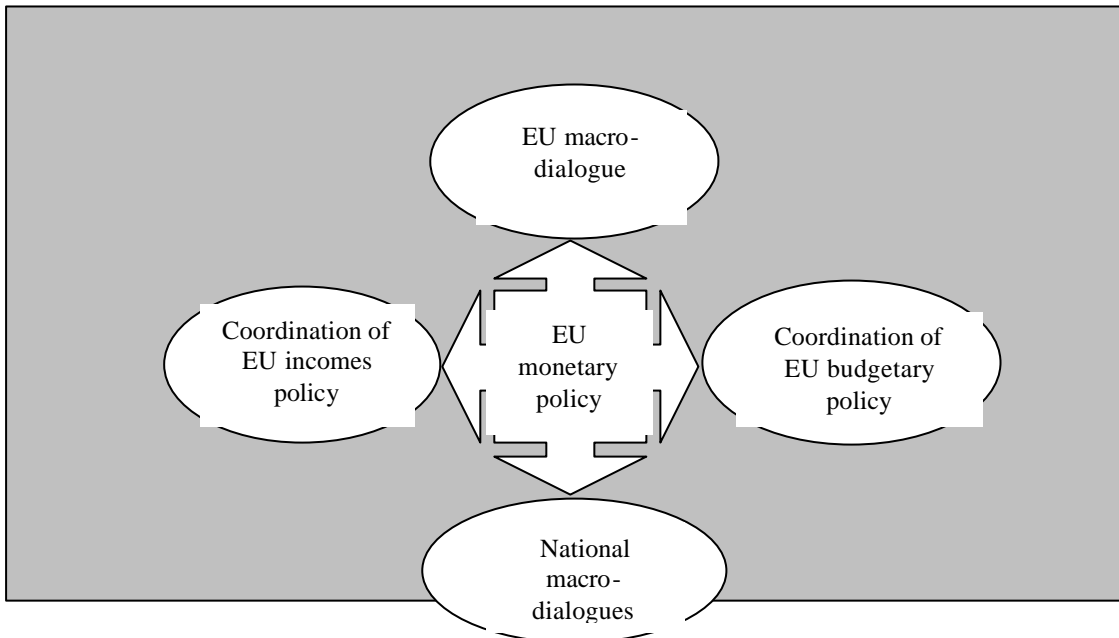 EU macro-
dialogue
Coordination of
EU incomes
policy
EU
monetary
policy
Coordination of
EU budgetary
policy
National
macro-
dialogues